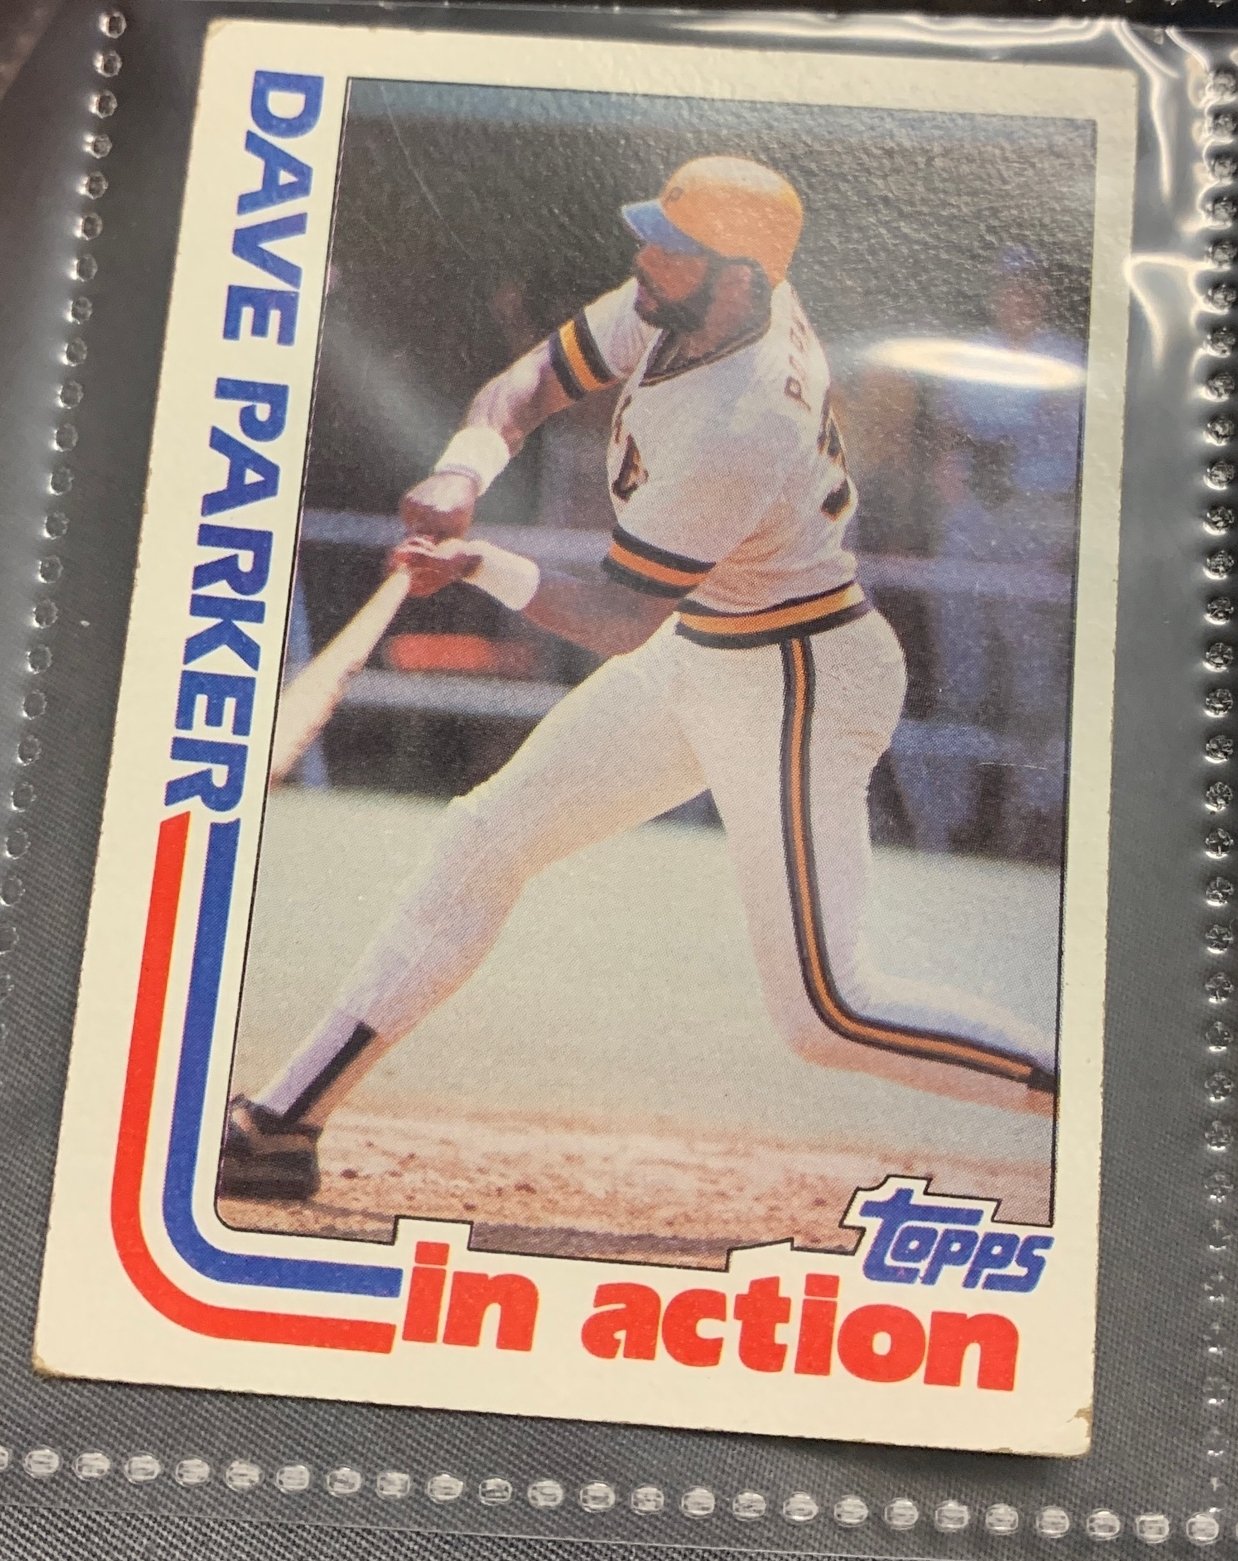 DAVE PARKER
topps
in action